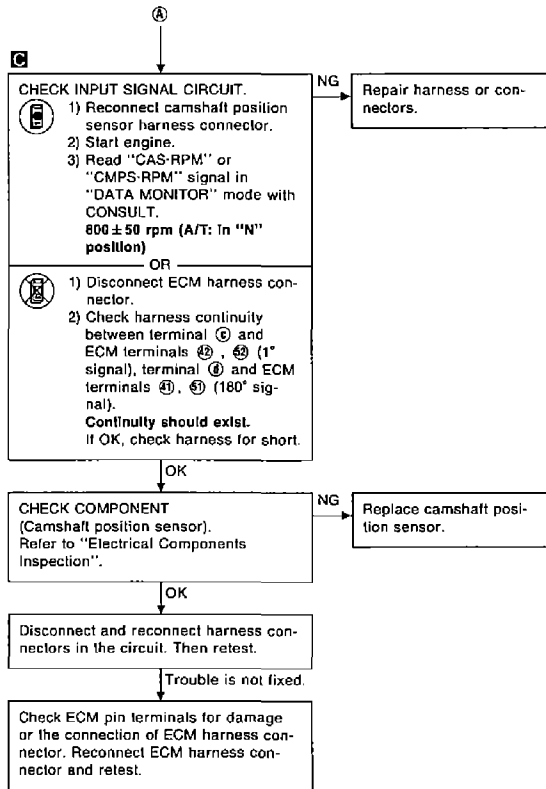 A
C
CHECK INPUT SIGNAL CIRCUIT.
1) Reconnect camshaft position
sensor harness connector.
2) Start engine.
3) Read "CAS·RPM" or
"CMPS·RPM" signal in
"DATA MONITOR" mode with
CONSULT.
800±50 rpm (A/T: In "N"
position)
OR
1) Disconnect ECM harness con-
nector.
2) Check harness continuity
between terminal c and
ECM terminals 42 , 52 (1°
signal), terminal d and ECM
terminals 41 , 51 (180° sig-
nal).
Continuity should exist.
If OK, check harness for short.
NG
Repair harness or con-
nectors.
OK
CHECK COMPONENT
(Camshaft position sensor).
Refer to "Electrical Components
Inspection".
NG
Replace camshaft posi-
tion sensor.
OK
Disconnect and reconnect harness con-
nectors in the circuit. Then retest.
Trouble is not fixed.
Check ECM pin terminals for damage
or the connection of ECM harness con-
nector. Reconnect ECM harness con-
nector and retest.